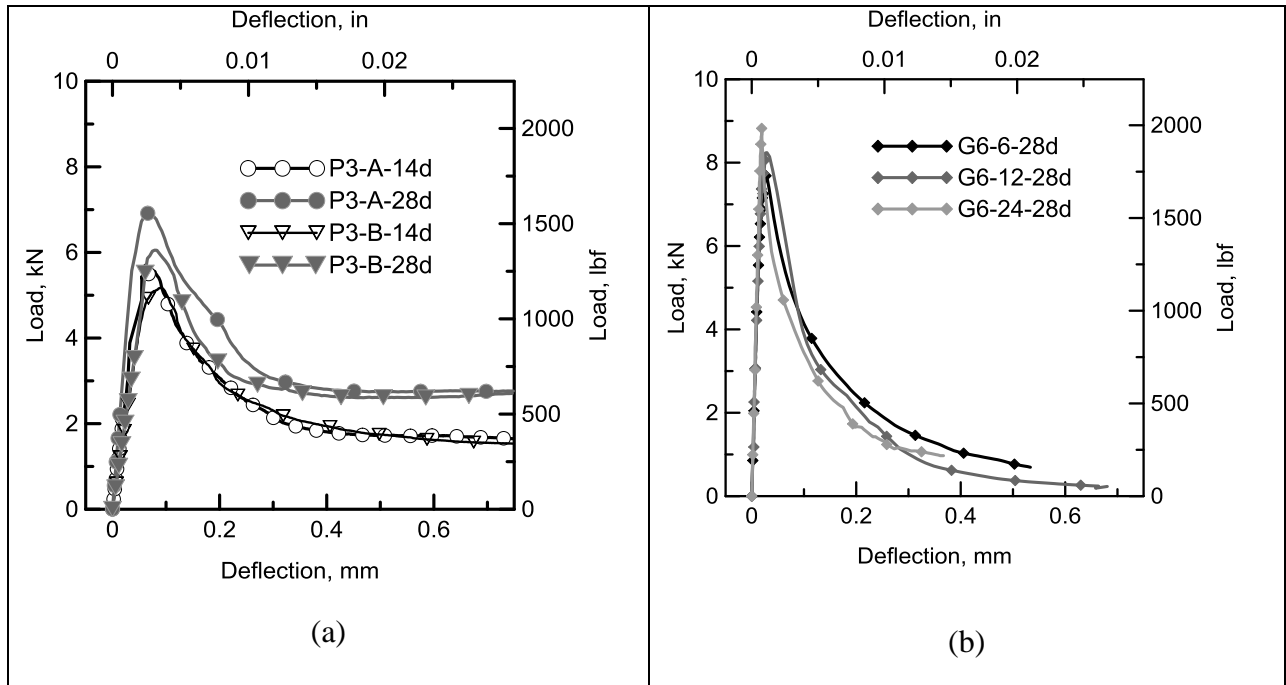 Deflection, in
0 0.01 0.02
10
8
6
4
2
0
Load, kN
P3-A-14d
P3-A-28d
P3-B-14d
P3-B-28d
2000
1500
1000
500
0
Load, lbf
0 0.2 0.4 0.6
Deflection, mm
(a)
Deflection, in
0 0.01 0.02
10
8
6
4
2
0
Load, kN
G6-6-28d
G6-12-28d
G6-24-28d
2000
1500
1000
500
0
Load, lbf
0 0.2 0.4 0.6
Deflection, mm
(b)